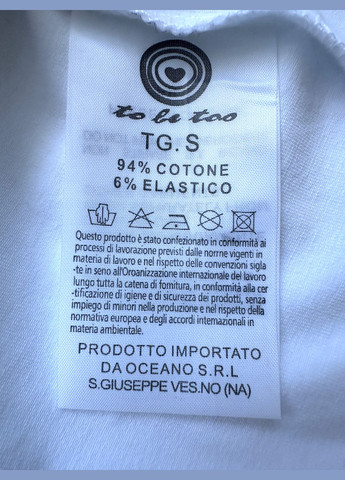 to be too
TG. S
94% COTONE
6% ELASTICO
Questo prodotto è stato confezionato in conformità ai
processi di lavorazione previsti dalle norme vigenti in
materia di lavoro e nel rispetto delle convenzioni sigla
-te in seno all'Oroanizzazione internazionale del lavoro
lungo tutta la catena di fomitura, in conformità alla cer
-tificazione di igiene e di sicurezza dei prodotti, senza
impiego di minori nella produzione e nel rispetto della
normativa europea e degli accordi internazionali in
materia ambientale.
PRODOTTO IMPORTATO
DA OCEANO S.R.L
S.GIUSEPPE VES.NO (NA)